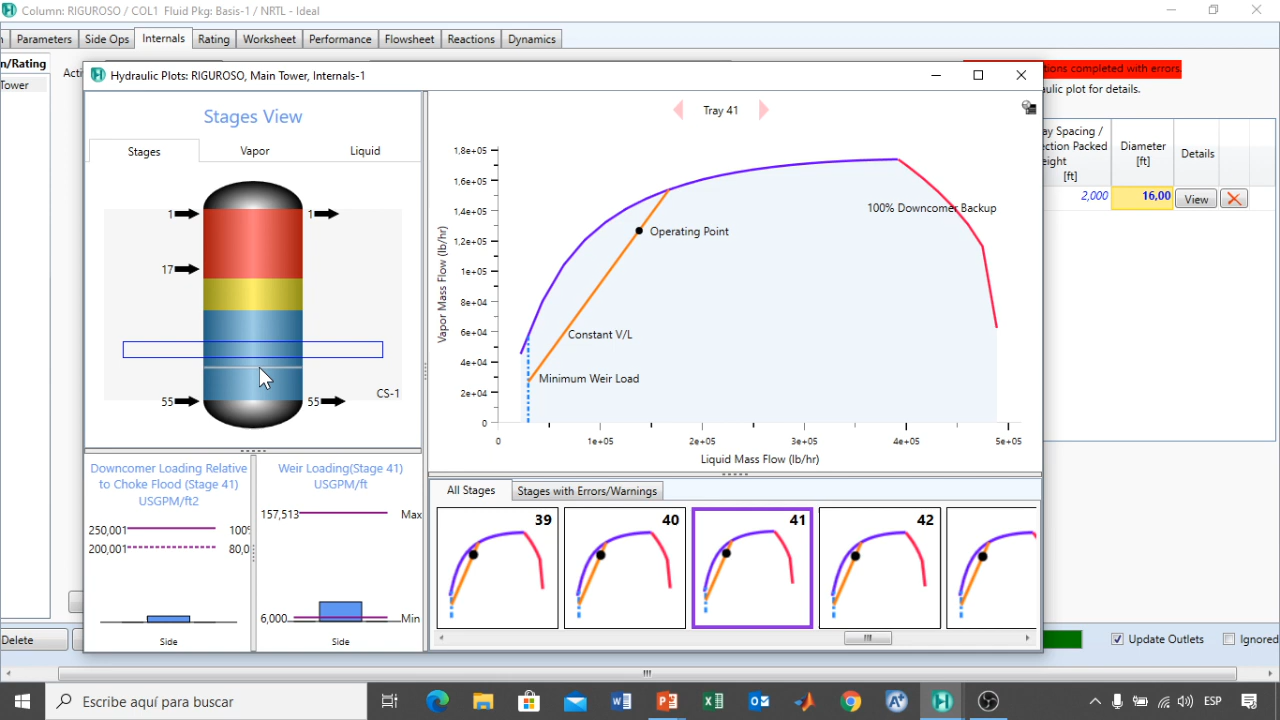 Column: RIGUROSO / COL1 Fluid Pkg: Basis-1 / NRTL - Ideal
Parameters Side Ops Internals Rating Worksheet Performance Flowsheet Reactions Dynamics
n/Rating
Tower
Acti
tions completed with errors.
aulic plot for details.
Hydraulic Plots: RIGUROSO, Main Tower, Internals-1
Stages View
Stages Vapor Liquid
1 1
17
55 55
CS-1
Tray 41
1,8e+05
1,6e+05
1,4e+05
1,2e+05
1e+05
8e+04
6e+04
4e+04
2e+04
0
Vapor Mass Flow (lb/hr)
100% Downcomer Backup
Operating Point
Constant V/L
Minimum Weir Load
0 1e+05 2e+05 3e+05 4e+05 5e+05
Liquid Mass Flow (lb/hr)
ay Spacing /
ection Packed
eight
[ft]
Diameter
[ft]
Details
2,000 16,00 View
Downcomer Loading Relative
to Choke Flood (Stage 41)
USGPM/ft2
250,001 100%
200,001 80,0
Side
Weir Loading(Stage 41)
USGPM/ft
157,513 Max
6,000 Min
Side
All Stages Stages with Errors/Warnings
39 40 41 42
Delete
Update Outlets Ignored
Escribe aquí para buscar
ESP